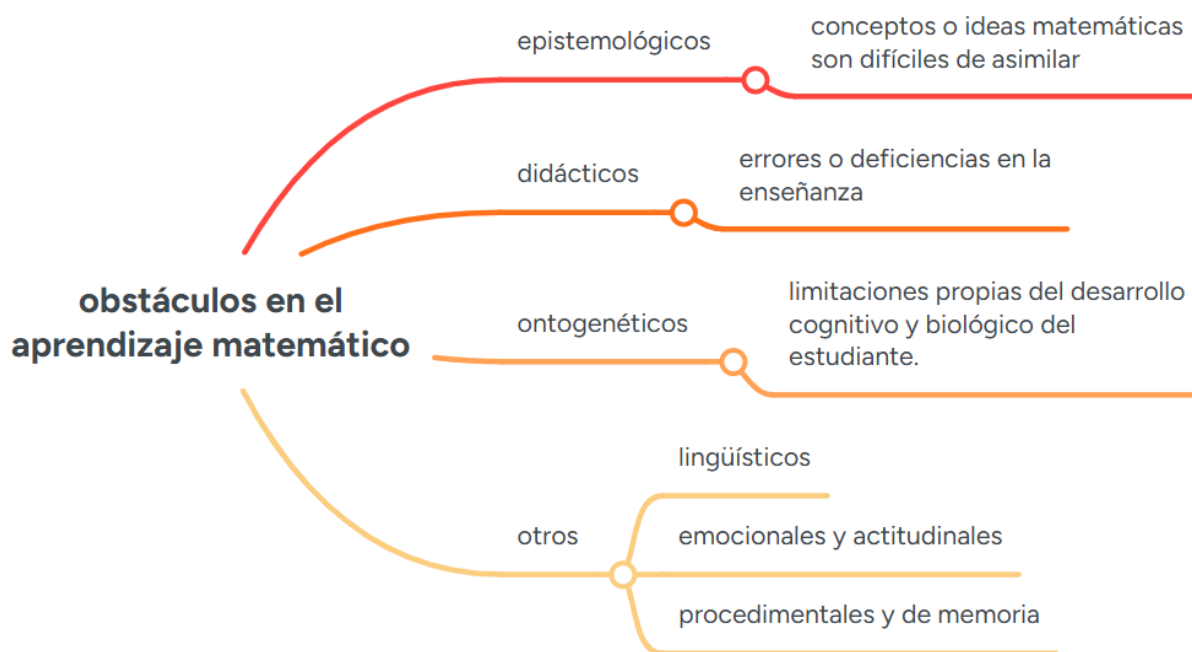 obstáculos en el
aprendizaje matemático
epistemológicos
conceptos o ideas matemáticas
son difíciles de asimilar
didácticos
errores o deficiencias en la
enseñanza
ontogenéticos
limitaciones propias del desarrollo
cognitivo y biológico del
estudiante.
otros
lingüísticos
emocionales y actitudinales
procedimentales y de memoria